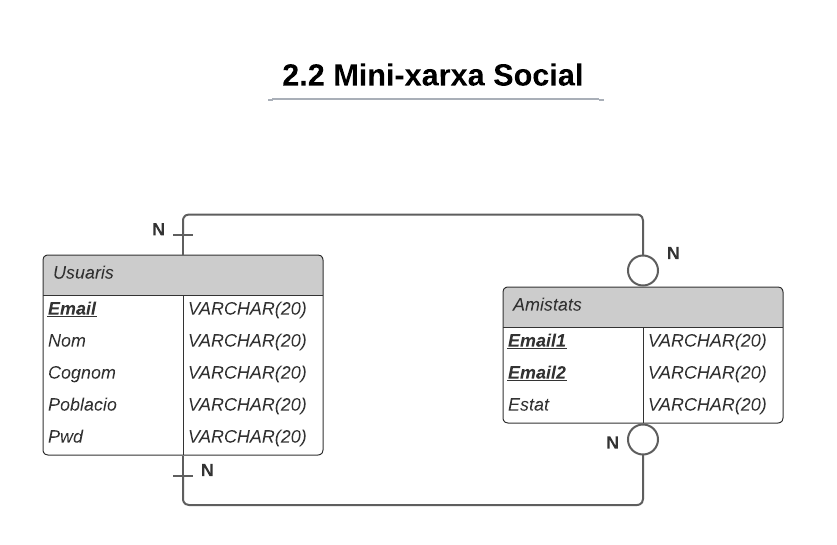 2.2 Mini-xarxa Social
N
N
Usuaris
Email VARCHAR(20)
Nom VARCHAR(20)
Cognom VARCHAR(20)
Poblacio VARCHAR(20)
Pwd VARCHAR(20)
N
Amistats
Email1 VARCHAR(20)
Email2 VARCHAR(20)
Estat VARCHAR(20)
N